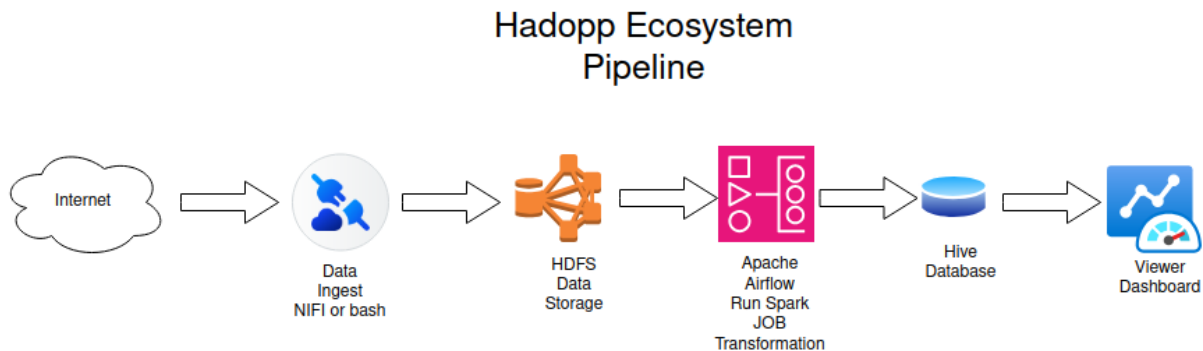 Hadopp Ecosystem
Pipeline
Internet
Data
Ingest
NIFI or bash
HDFS
Data
Storage
Apache
Airflow
Run Spark
JOB
Transformation
Hive
Database
Viewer
Dashboard